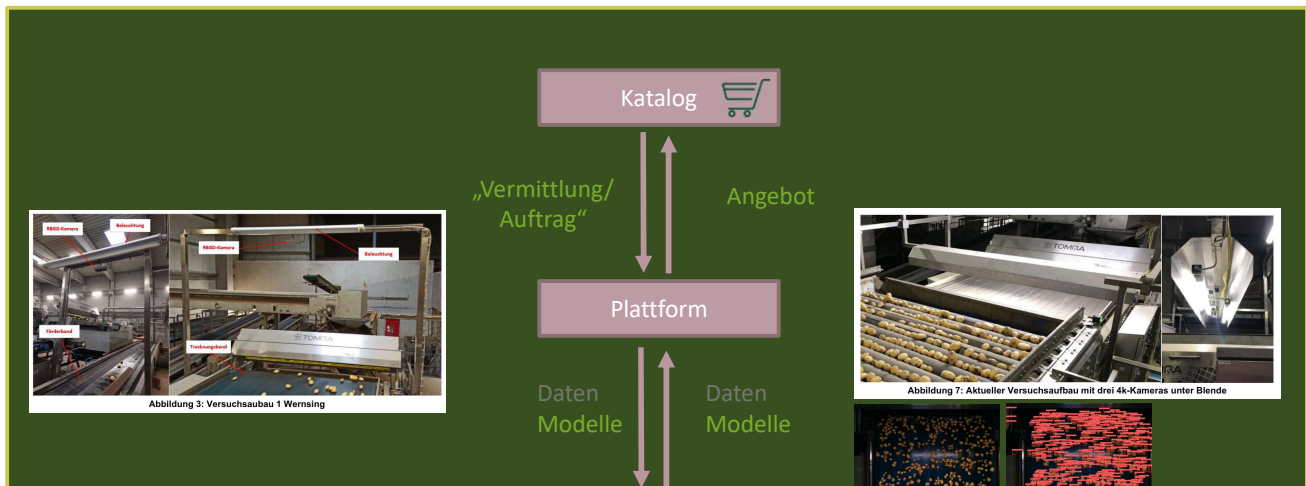 Katalog
„Vermittlung/
Auftrag“
Angebot
RBGD-Kamera
Beleuchtung
RBGD-Kamera
Beleuchtung
Förderband
Trocknungsband
TOMRA
Abbildung 3: Versuchsaubau 1 Wernsing
Plattform
TOMRA
Abbildung 7: Aktueller Versuchsaufbau mit drei 4k-Kameras unter Blende
Daten
Modelle
Daten
Modelle